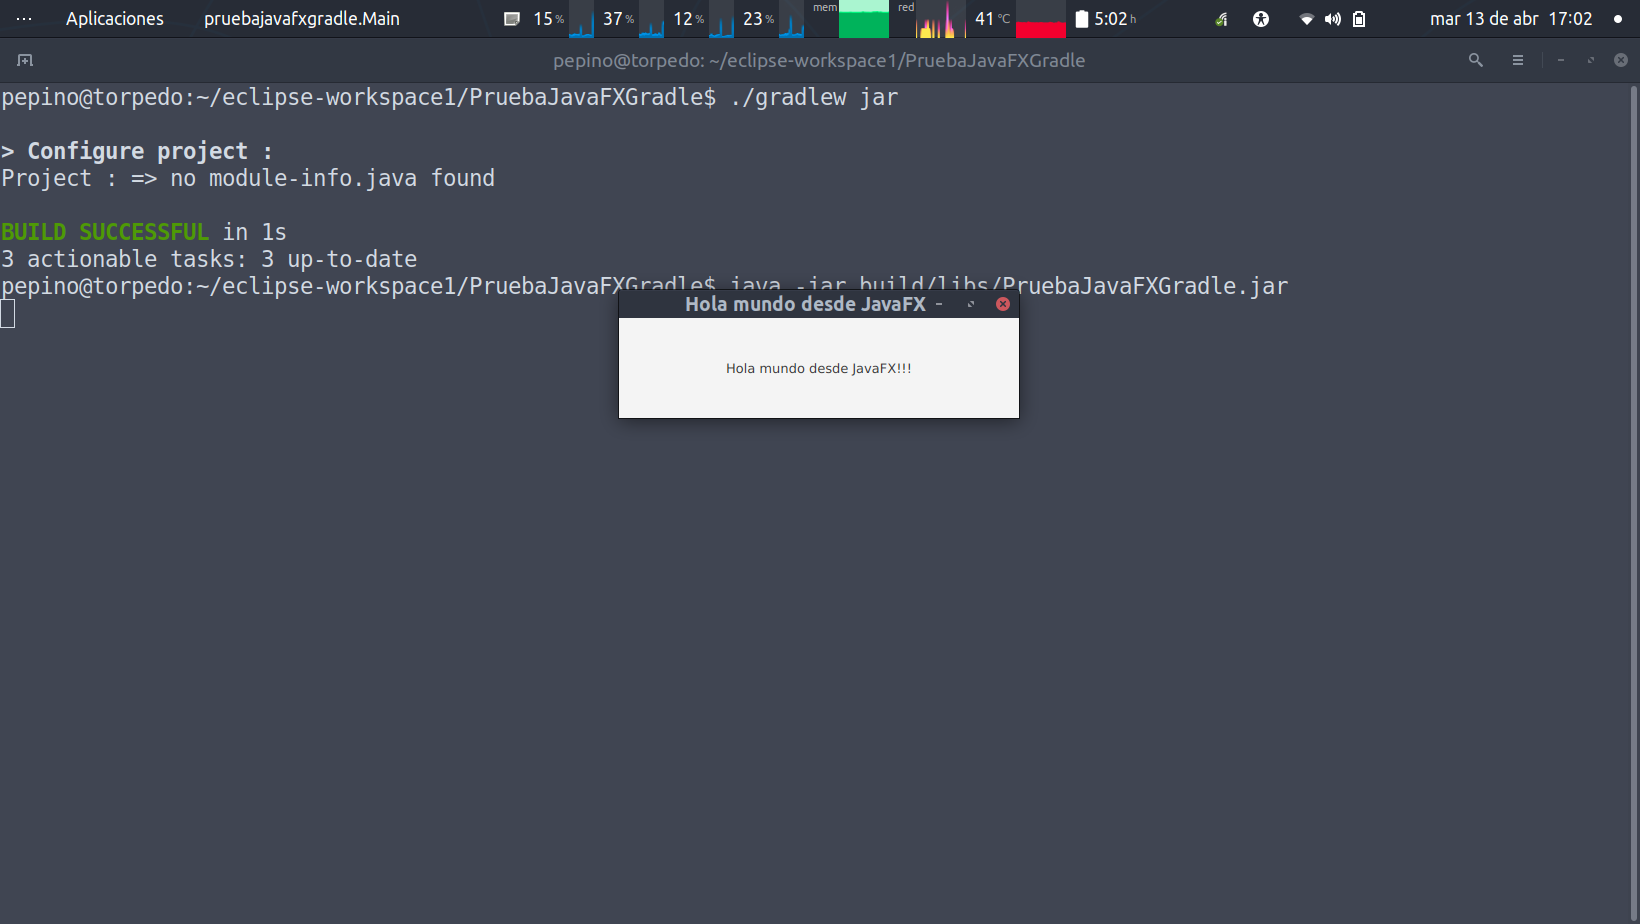 ... Aplicaciones pruebajavafxgradle.Main 15 % 37 % 12 % 23 % mem red 41 °C 5:02 h mar 13 de abr 17:02
pepino@torpedo: ~/eclipse-workspace1/PruebaJavaFXGradle
pepino@torpedo:~/eclipse-workspace1/PruebaJavaFXGradle$ ./gradlew jar
> Configure project :
Project : => no module-info.java found
BUILD SUCCESSFUL in 1s
3 actionable tasks: 3 up-to-date
pepino@torpedo:~/eclipse-workspace1/PruebaJavaFXGradle$ java -jar build/libs/PruebaJavaFXGradle.jar
Hola mundo desde JavaFX
Hola mundo desde JavaFX!!!